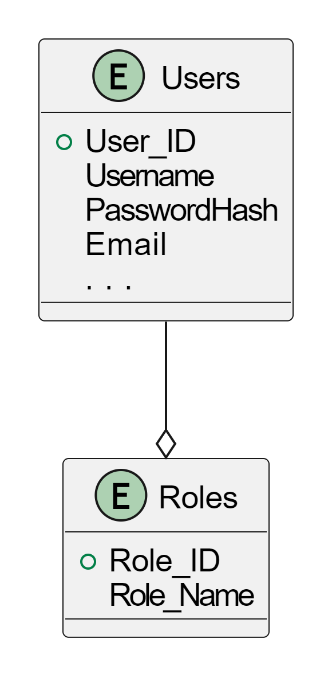 E Users
User_ID
Username
PasswordHash
Email
. . .
E Roles
Role_ID
Role_Name